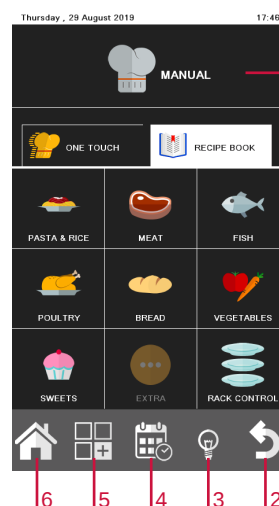 Thursday , 29 August 2019 17:46
MANUAL
ONE TOUCH RECIPE BOOK
PASTA & RICE MEAT FISH
POULTRY BREAD VEGETABLES
SWEETS EXTRA RACK CONTROL
6 5 4 3 2